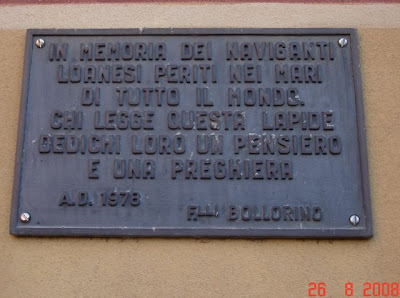 IN MEMORIA DEI NAVIGANTI
LOANESI PERITI NEI MARI
DI TUTTO IL MONDO.
CHI LEGGE QUESTA LAPIDE
DEDICHI LORO UN PENSIERO
E UNA PREGHIERA
A.D. 1978
F.LLI BOLLORINO
26 8 2008